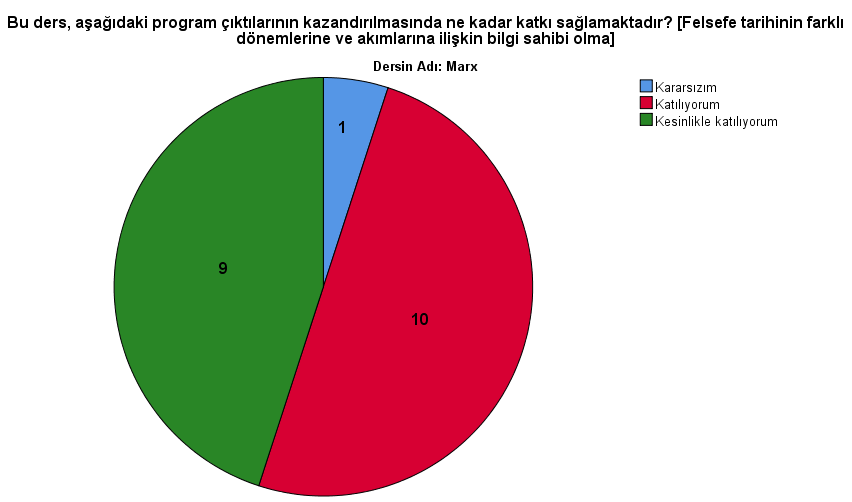 Bu ders, aşağıdaki program çıktılarının kazandırılmasında ne kadar katkı sağlamaktadır? [Felsefe tarihinin farklı
dönemlerine ve akımlarına ilişkin bilgi sahibi olma]
Dersin Adı: Marx
Kararsızım
Katılıyorum
Kesinlikle katılıyorum
1
9
10